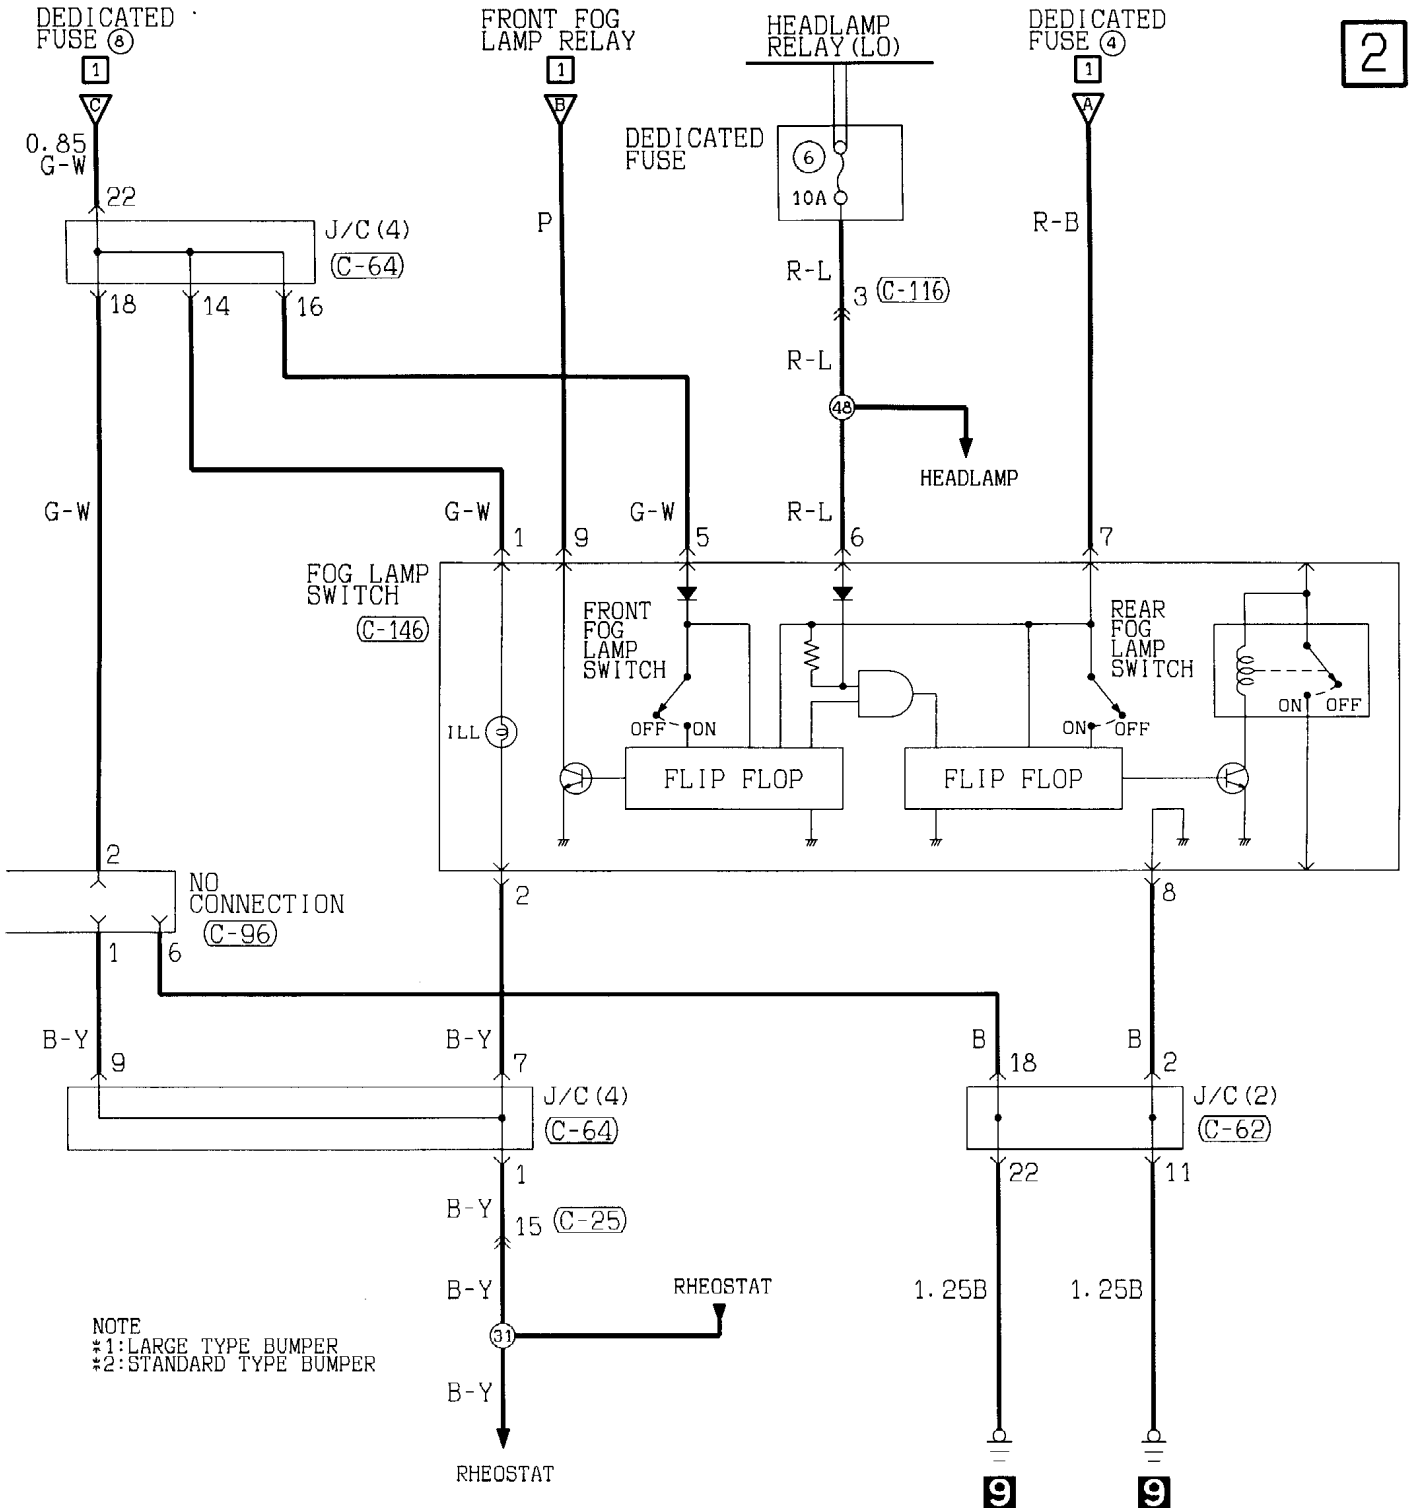 DEDICATED
FUSE ⑧
1
C
0.85
G-W
22
FRONT FOG
LAMP RELAY
1
B
P
HEADLAMP
RELAY (LO)
DEDICATED
FUSE
⑥
10A
DEDICATED
FUSE ④
1
A
R-B
2
J/C (4)
(C-64)
18
14
16
R-L
3 (C-116)
R-L
48
HEADLAMP
G-W
G-W
1
9
G-W
5
R-L
6
7
FOG LAMP
SWITCH
(C-146)
FRONT
FOG
LAMP
SWITCH
REAR
FOG
LAMP
SWITCH
ON
OFF
ILL
OFF
ON
ON
OFF
FLIP FLOP
FLIP FLOP
2
NO
CONNECTION
(C-96)
1
6
2
8
B-Y
9
B-Y
7
B
18
B
2
J/C (4)
(C-64)
J/C (2)
(C-62)
1
22
11
B-Y
15 (C-25)
B-Y
RHEOSTAT
1.25B
1.25B
31
NOTE
*1:LARGE TYPE BUMPER
*2:STANDARD TYPE BUMPER
B-Y
RHEOSTAT
9
9